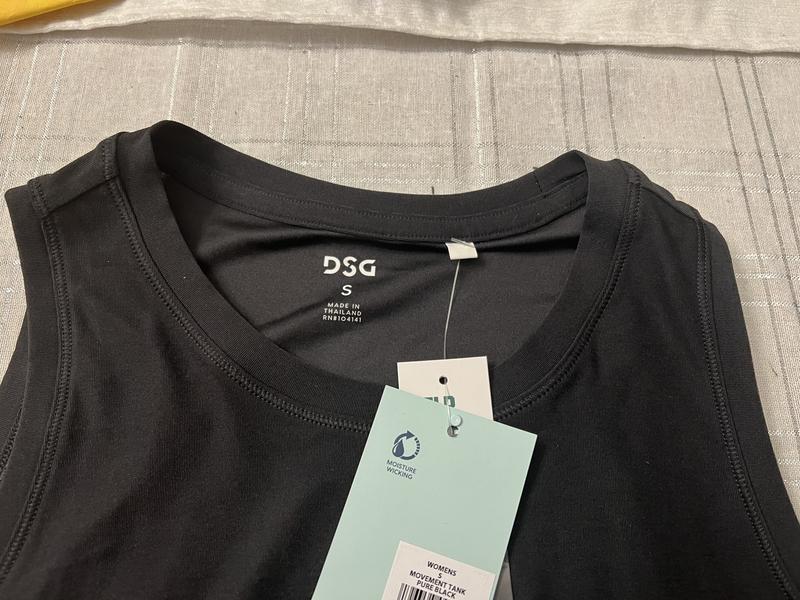 DSG
S
MADE IN
THAILAND
RN#104141
MOISTURE
WICKING
WOMENS
S
MOVEMENT TANK
PURE BLACK